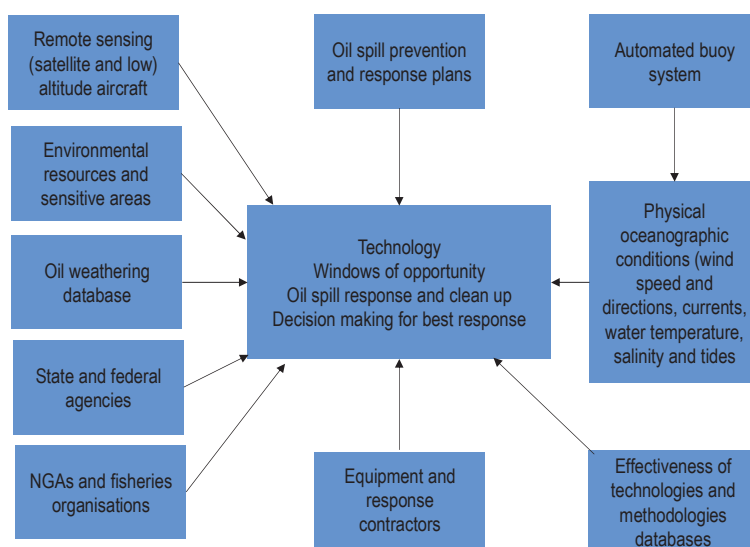 Remote sensing
(satellite and low)
altitude aircraft
Oil spill prevention
and response plans
Automated buoy
system
Environmental
resources and
sensitive areas
Oil weathering
database
State and federal
agencies
NGAs and fisheries
organisations
Technology
Windows of opportunity
Oil spill response and clean up
Decision making for best response
Physical
oceanographic
conditions (wind
speed and
directions, currents,
water temperature,
salinity and tides
Equipment and
response
contractors
Effectiveness of
technologies and
methodologies
databases